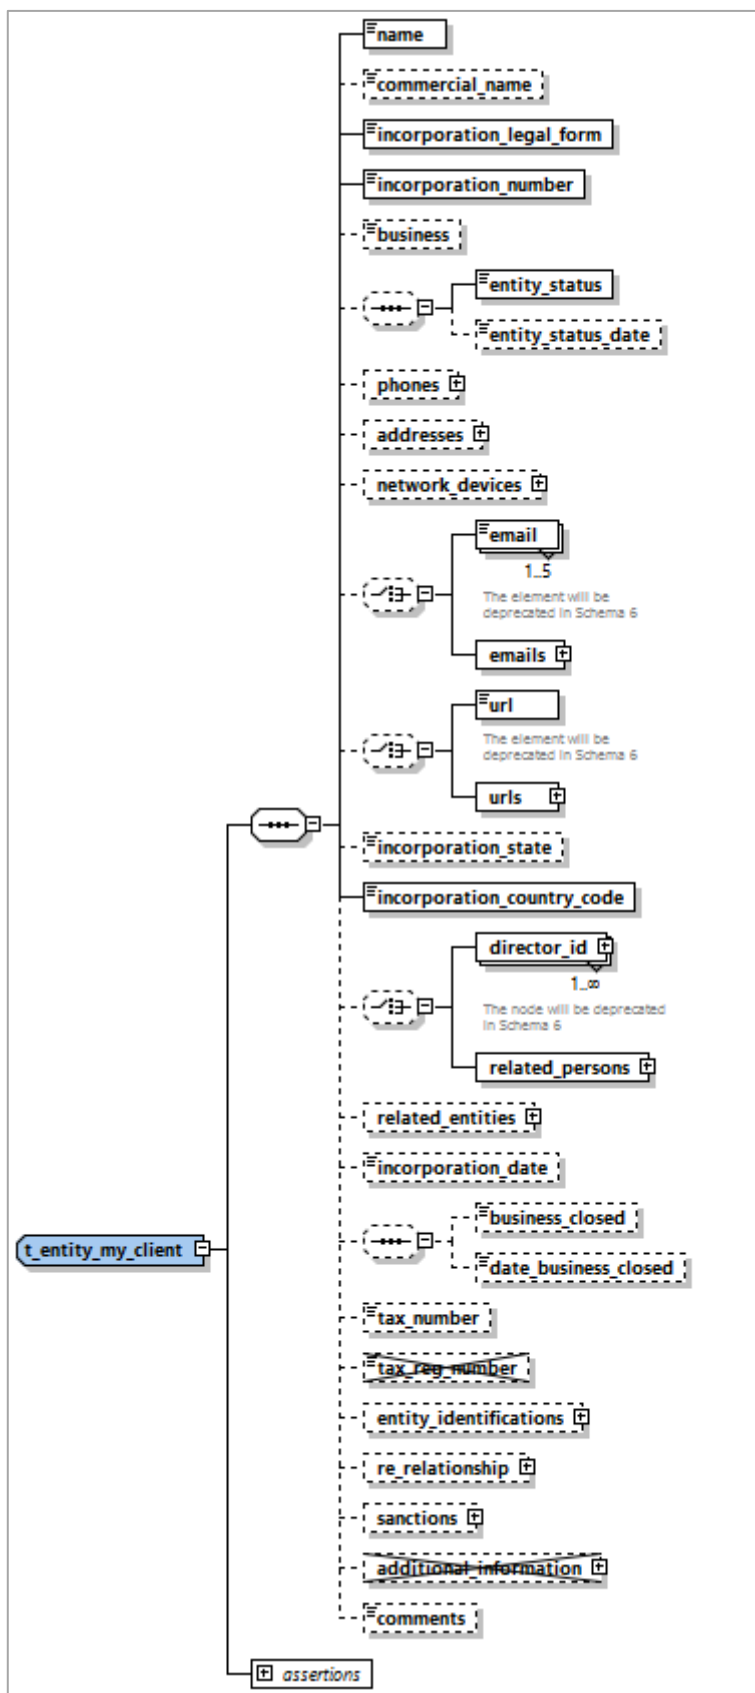 name
commercial_name
incorporation_legal_form
incorporation_number
business
entity_status
entity_status_date
phones
addresses
network_devices
email
1..5
The element will be
deprecated in Schema 6
emails
url
The element will be
deprecated in Schema 6
urls
incorporation_state
incorporation_country_code
director_id
1..∞
The node will be deprecated
in Schema 6
related_persons
related_entities
incorporation_date
t_entity_my_client
business_closed
date_business_closed
tax_number
tax_reg_number
entity_identifications
re_relationship
sanctions
additional_information
comments
assertions